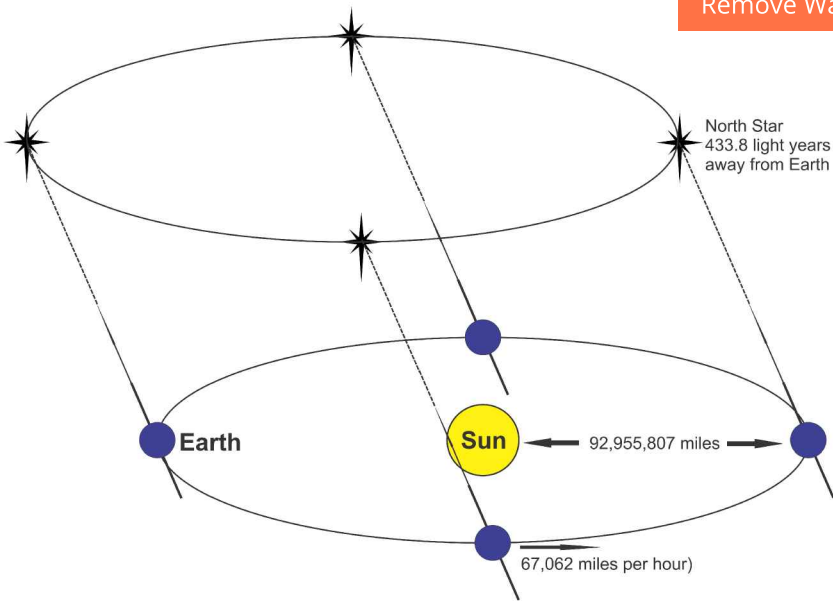 Remove Wa
North Star
433.8 light years
away from Earth
Earth
Sun
92,955,807 miles
67,062 miles per hour)